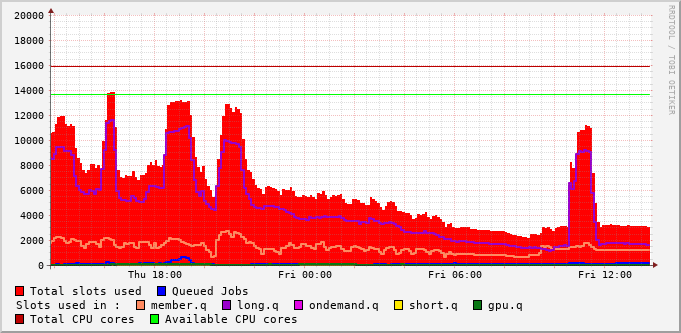 20000
18000
16000
14000
12000
10000
8000
6000
4000
2000
0
Thu 18:00 Fri 00:00 Fri 06:00 Fri 12:00
Total slots used Queued Jobs
Slots used in : member.q long.q ondemand.q short.q gpu.q
Total CPU cores Available CPU cores
RRDTOOL / TOBI OETIKER